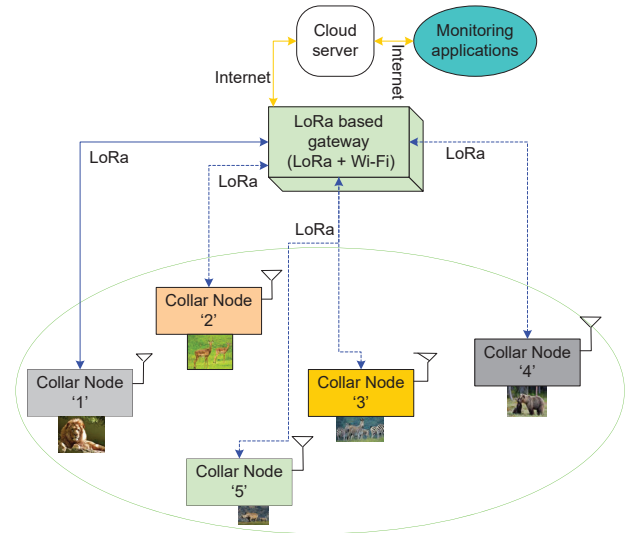 Cloud
server
Monitoring
applications
Internet
Internet
LoRa based
gateway
(LoRa + Wi-Fi)
LoRa
LoRa
LoRa
LoRa
Collar Node
‘2’
Collar Node
‘4’
Collar Node
‘1’
Collar Node
‘3’
Collar Node
‘5’